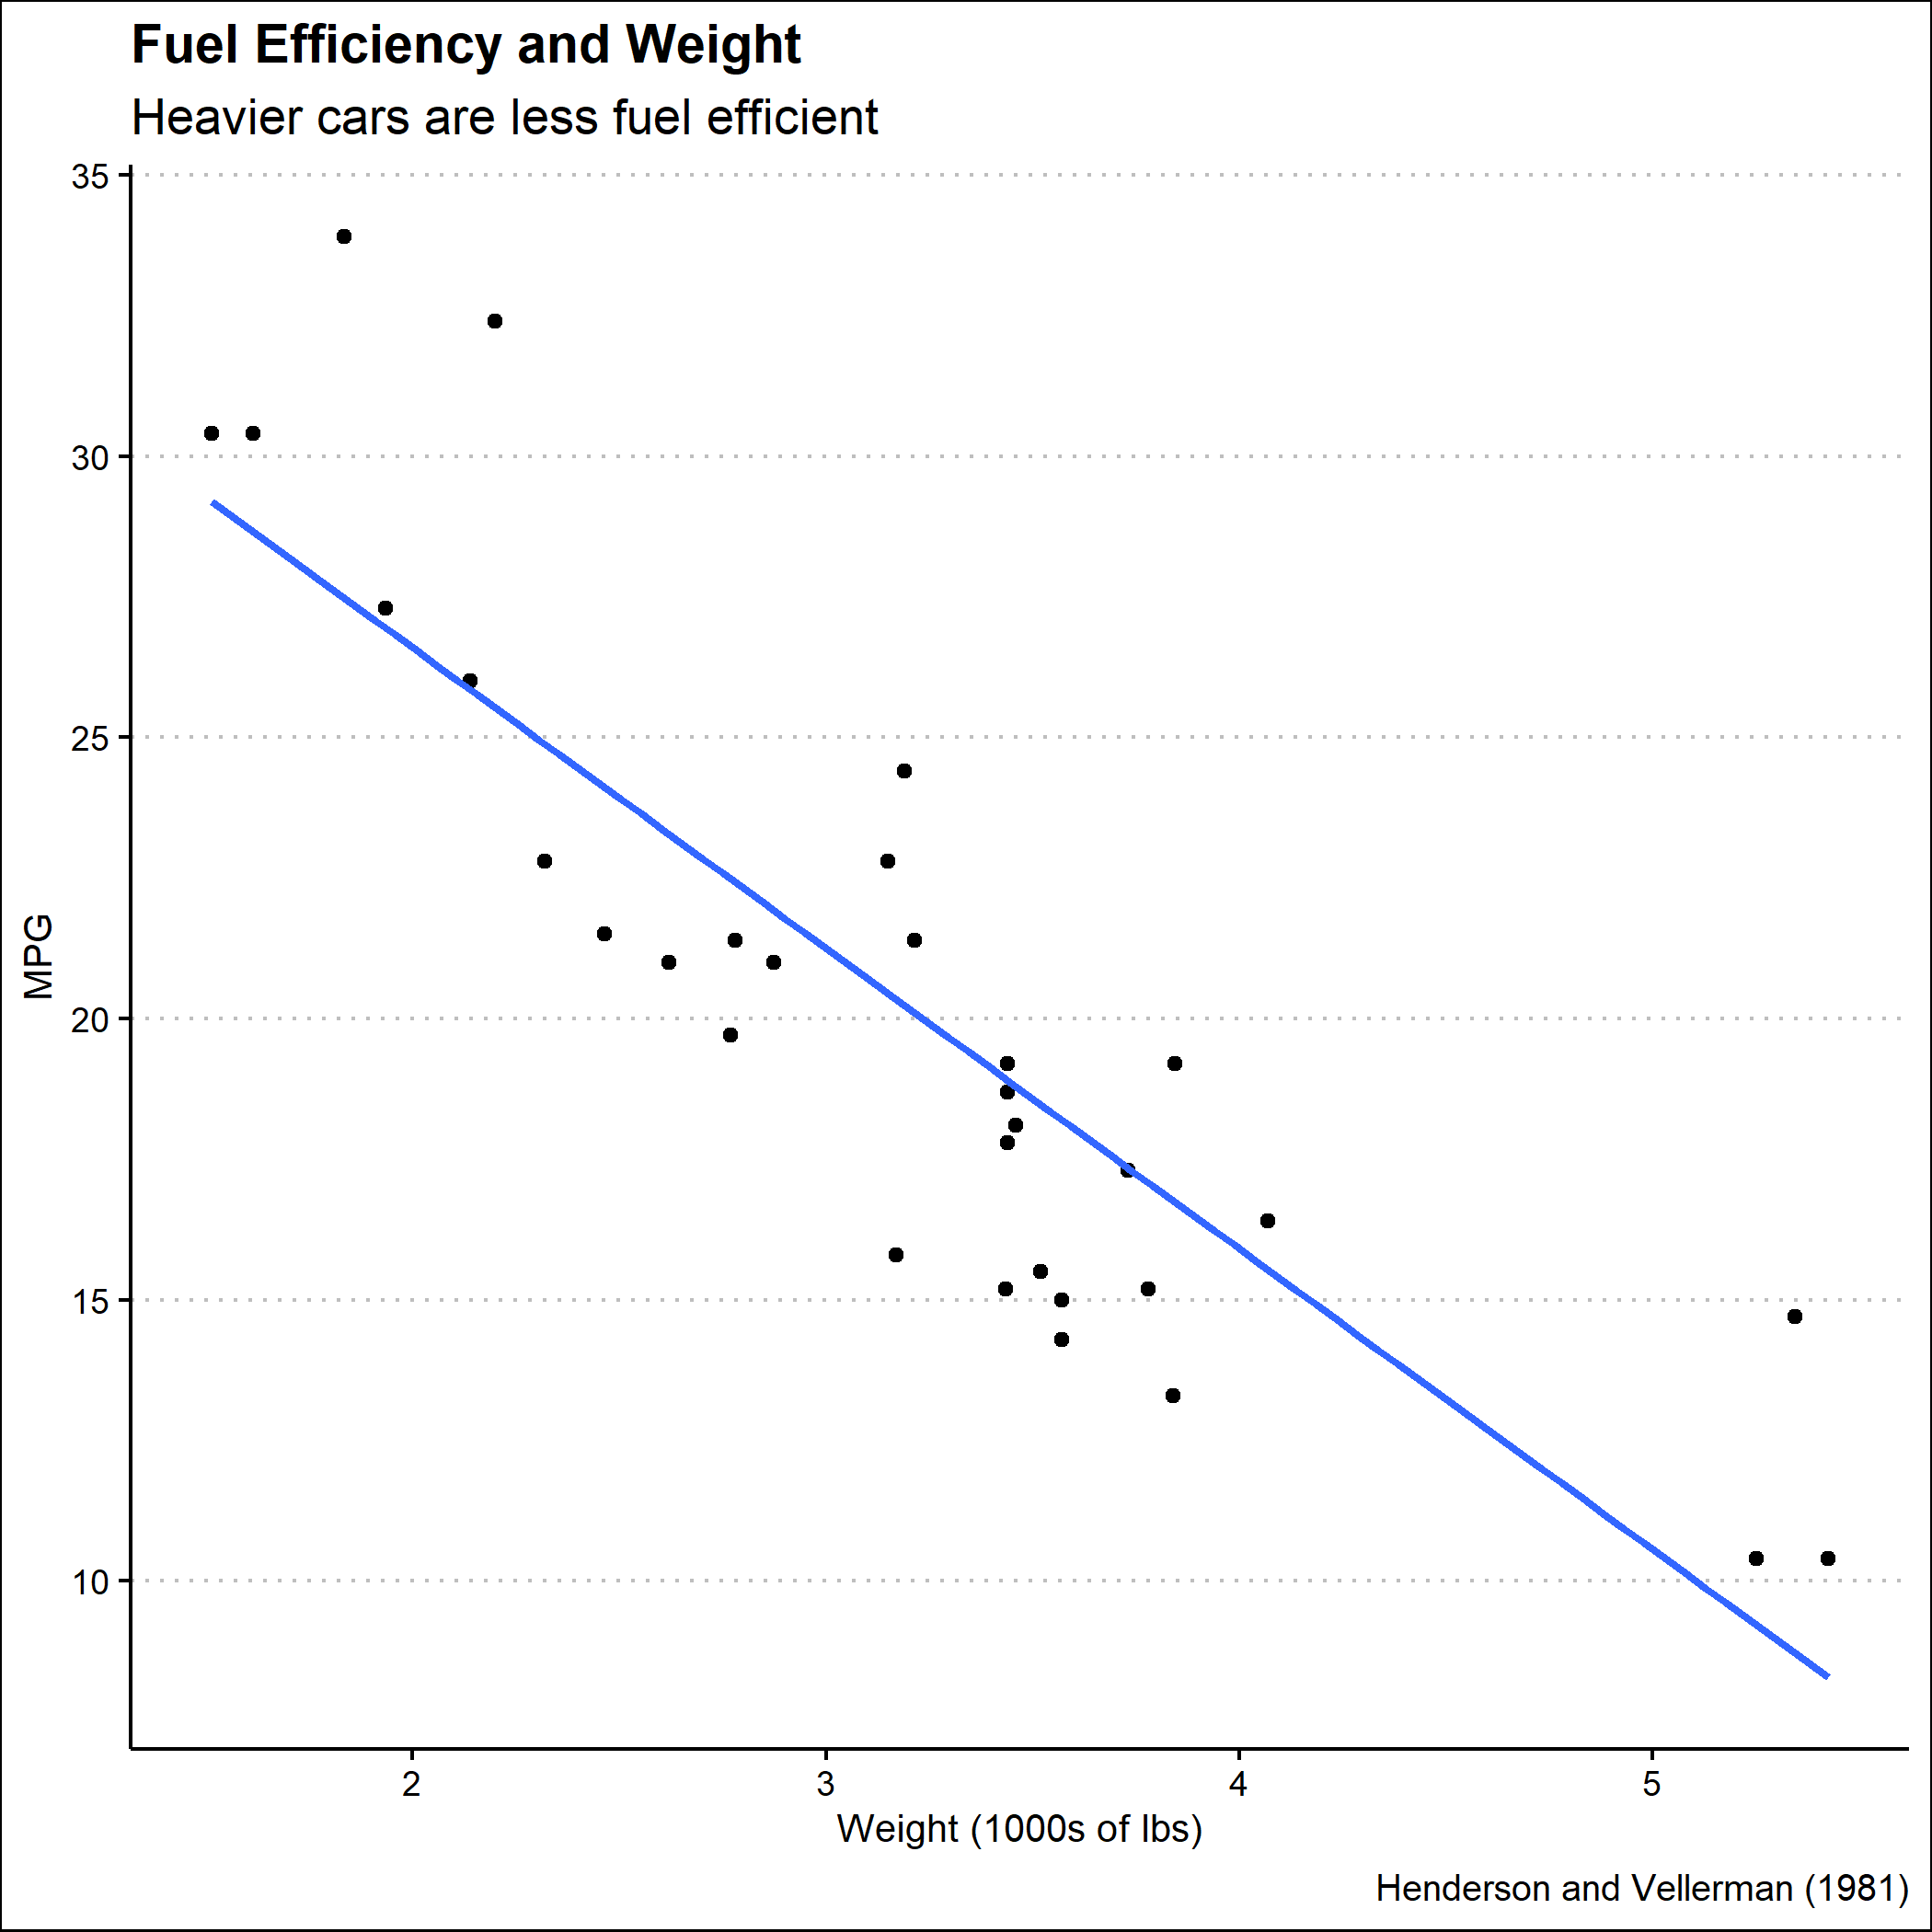 Fuel Efficiency and Weight
Heavier cars are less fuel efficient
35
30
25
20
15
10
MPG
2 3 4 5
Weight (1000s of lbs)
Henderson and Vellerman (1981)